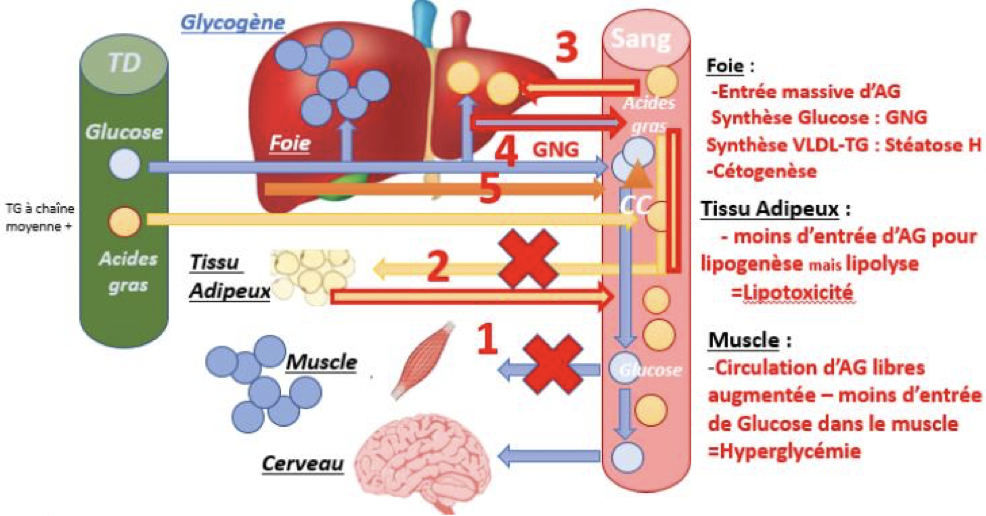 Glycogène
TD
Glucose
TG à chaîne
moyenne +
Acides
gras
Foie
3
4
GNG
5
Sang
Acides
gras
CC
Tissu
Adipeux
2
1
Muscle
Glucose
Cerveau
Foie :
-Entrée massive d'AG
Synthèse Glucose : GNG
Synthèse VLDL-TG : Stéatose H
-Cétogenèse
Tissu Adipeux :
- moins d'entrée d'AG pour
lipogenèse mais lipolyse
=Lipotoxicité
Muscle :
-Circulation d'AG libres
augmentée – moins d'entrée
de Glucose dans le muscle
=Hyperglycémie